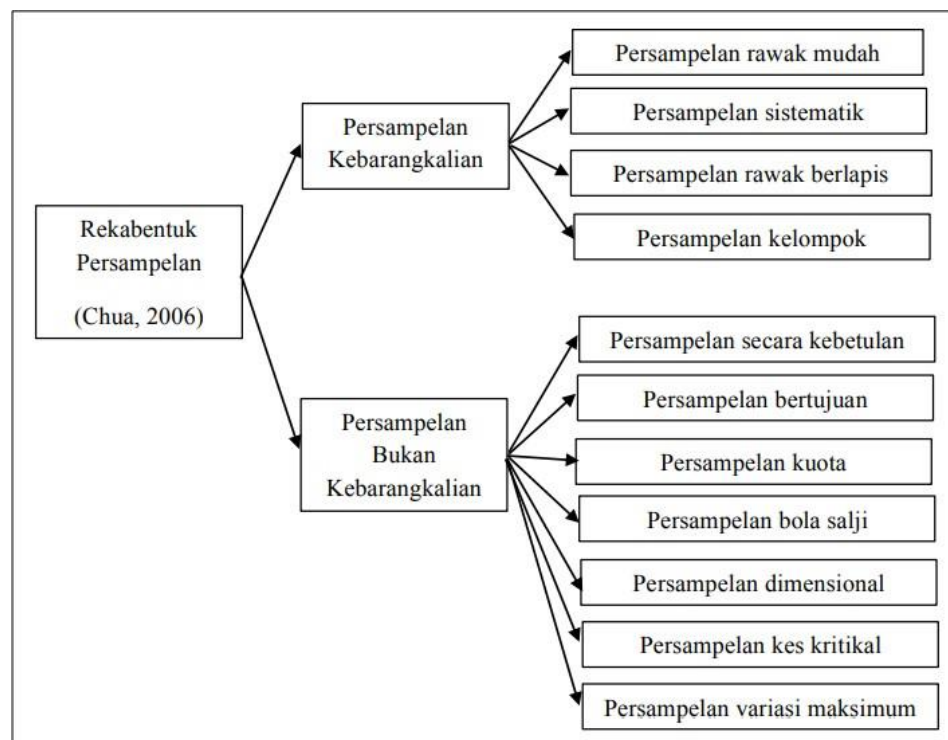 Rekabentuk
Persampelan
(Chua, 2006)
Persampelan
Kebarangkalian
Persampelan rawak mudah
Persampelan sistematik
Persampelan rawak berlapis
Persampelan kelompok
Persampelan
Bukan
Kebarangkalian
Persampelan secara kebetulan
Persampelan bertujuan
Persampelan kuota
Persampelan bola salji
Persampelan dimensional
Persampelan kes kritikal
Persampelan variasi maksimum